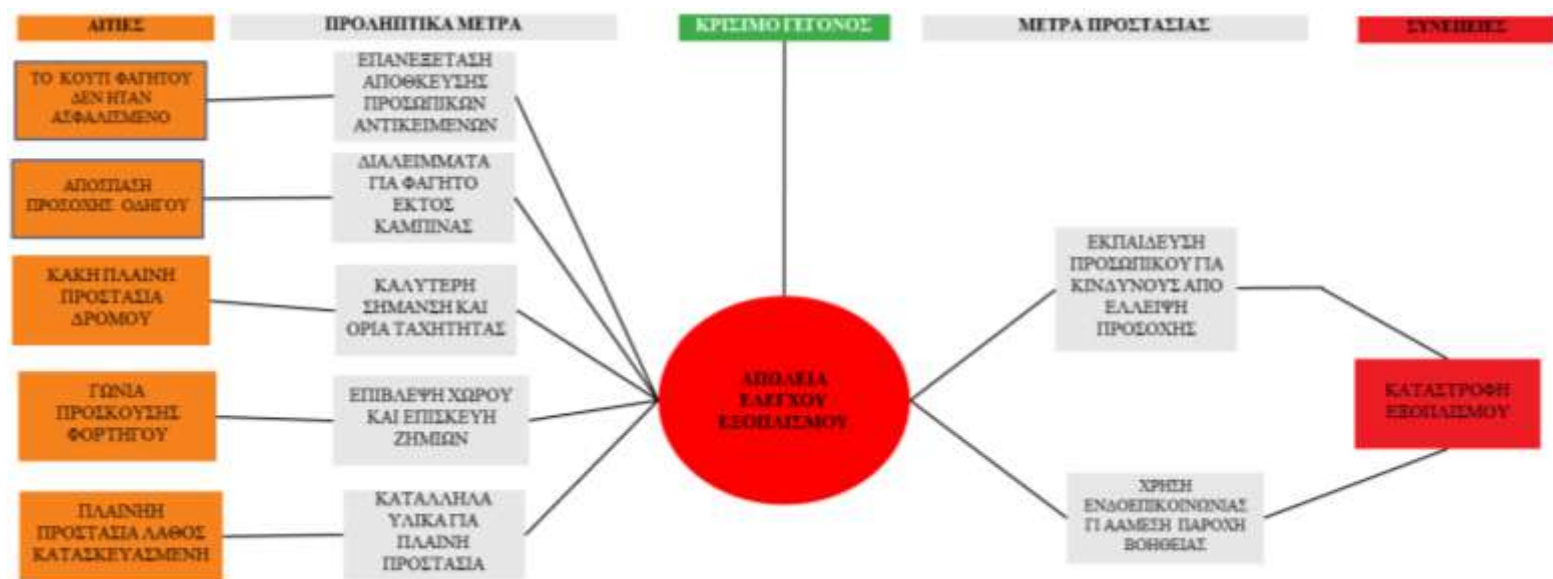 ΑΙΤΙΕΣ
ΠΡΟΛΗΠΤΙΚΑ ΜΕΤΡΑ
ΚΡΙΣΙΜΟ ΓΕΓΟΝΟΣ
ΜΕΤΡΑ ΠΡΟΣΤΑΣΙΑΣ
ΣΥΝΕΠΕΙΕΣ
ΤΟ ΚΟΥΤΙ ΦΑΓΗΤΟΥ
ΔΕΝ ΗΤΑΝ
ΑΣΦΑΛΙΣΜΕΝΟ
ΕΠΑΝΕΞΕΤΑΣΗ
ΑΠΟΘΚΕΥΣΗΣ
ΠΡΟΣΩΠΙΚΩΝ
ΑΝΤΙΚΕΙΜΕΝΩΝ
ΑΠΟΣΠΑΣΗ
ΠΡΟΣΟΧΗΣ ΟΔΗΓΟΥ
ΔΙΑΛΕΙΜΜΑΤΑ
ΓΙΑ ΦΑΓΗΤΟ
ΕΚΤΟΣ
ΚΑΜΠΙΝΑΣ
ΚΑΚΗ ΠΛΑΙΝΗ
ΠΡΟΣΤΑΣΙΑ
ΔΡΟΜΟΥ
ΚΑΛΥΤΕΡΗ
ΣΗΜΑΝΣΗ ΚΑΙ
ΟΡΙΑ ΤΑΧΗΤΗΤΑΣ
ΓΩΝΙΑ
ΠΡΟΣΚΟΥΣΗΣ
ΦΟΡΤΗΓΟΥ
ΕΠΙΒΛΕΨΗ ΧΩΡΟΥ
ΚΑΙ ΕΠΙΣΚΕΥΗ
ΖΗΜΙΩΝ
ΠΛΑΙΝΗΗ
ΠΡΟΣΤΑΣΙΑ ΛΑΘΟΣ
ΚΑΤΑΣΚΕΥΑΣΜΕΝΗ
ΚΑΤΑΛΛΗΛΑ
ΥΛΙΚΑ ΓΙΑ
ΠΛΑΙΝΗ
ΠΡΟΣΤΑΣΙΑ
ΑΠΩΛΕΙΑ
ΕΛΕΓΧΟΥ
ΕΞΟΠΛΙΣΜΟΥ
ΕΚΠΑΙΔΕΥΣΗ
ΠΡΟΣΩΠΙΚΟΥ ΓΙΑ
ΚΙΝΔΥΝΟΥΣ ΑΠΟ
ΕΛΛΕΙΨΗ
ΠΡΟΣΟΧΗΣ
ΧΡΗΣΗ
ΕΝΔΟΕΠΙΚΟΙΝΩΝΙΑΣ
ΓΙ ΑΑΜΕΣΗ ΠΑΡΟΧΗ
ΒΟΗΘΕΙΑΣ
ΚΑΤΑΣΤΡΟΦΗ
ΕΞΟΠΛΙΣΜΟΥ